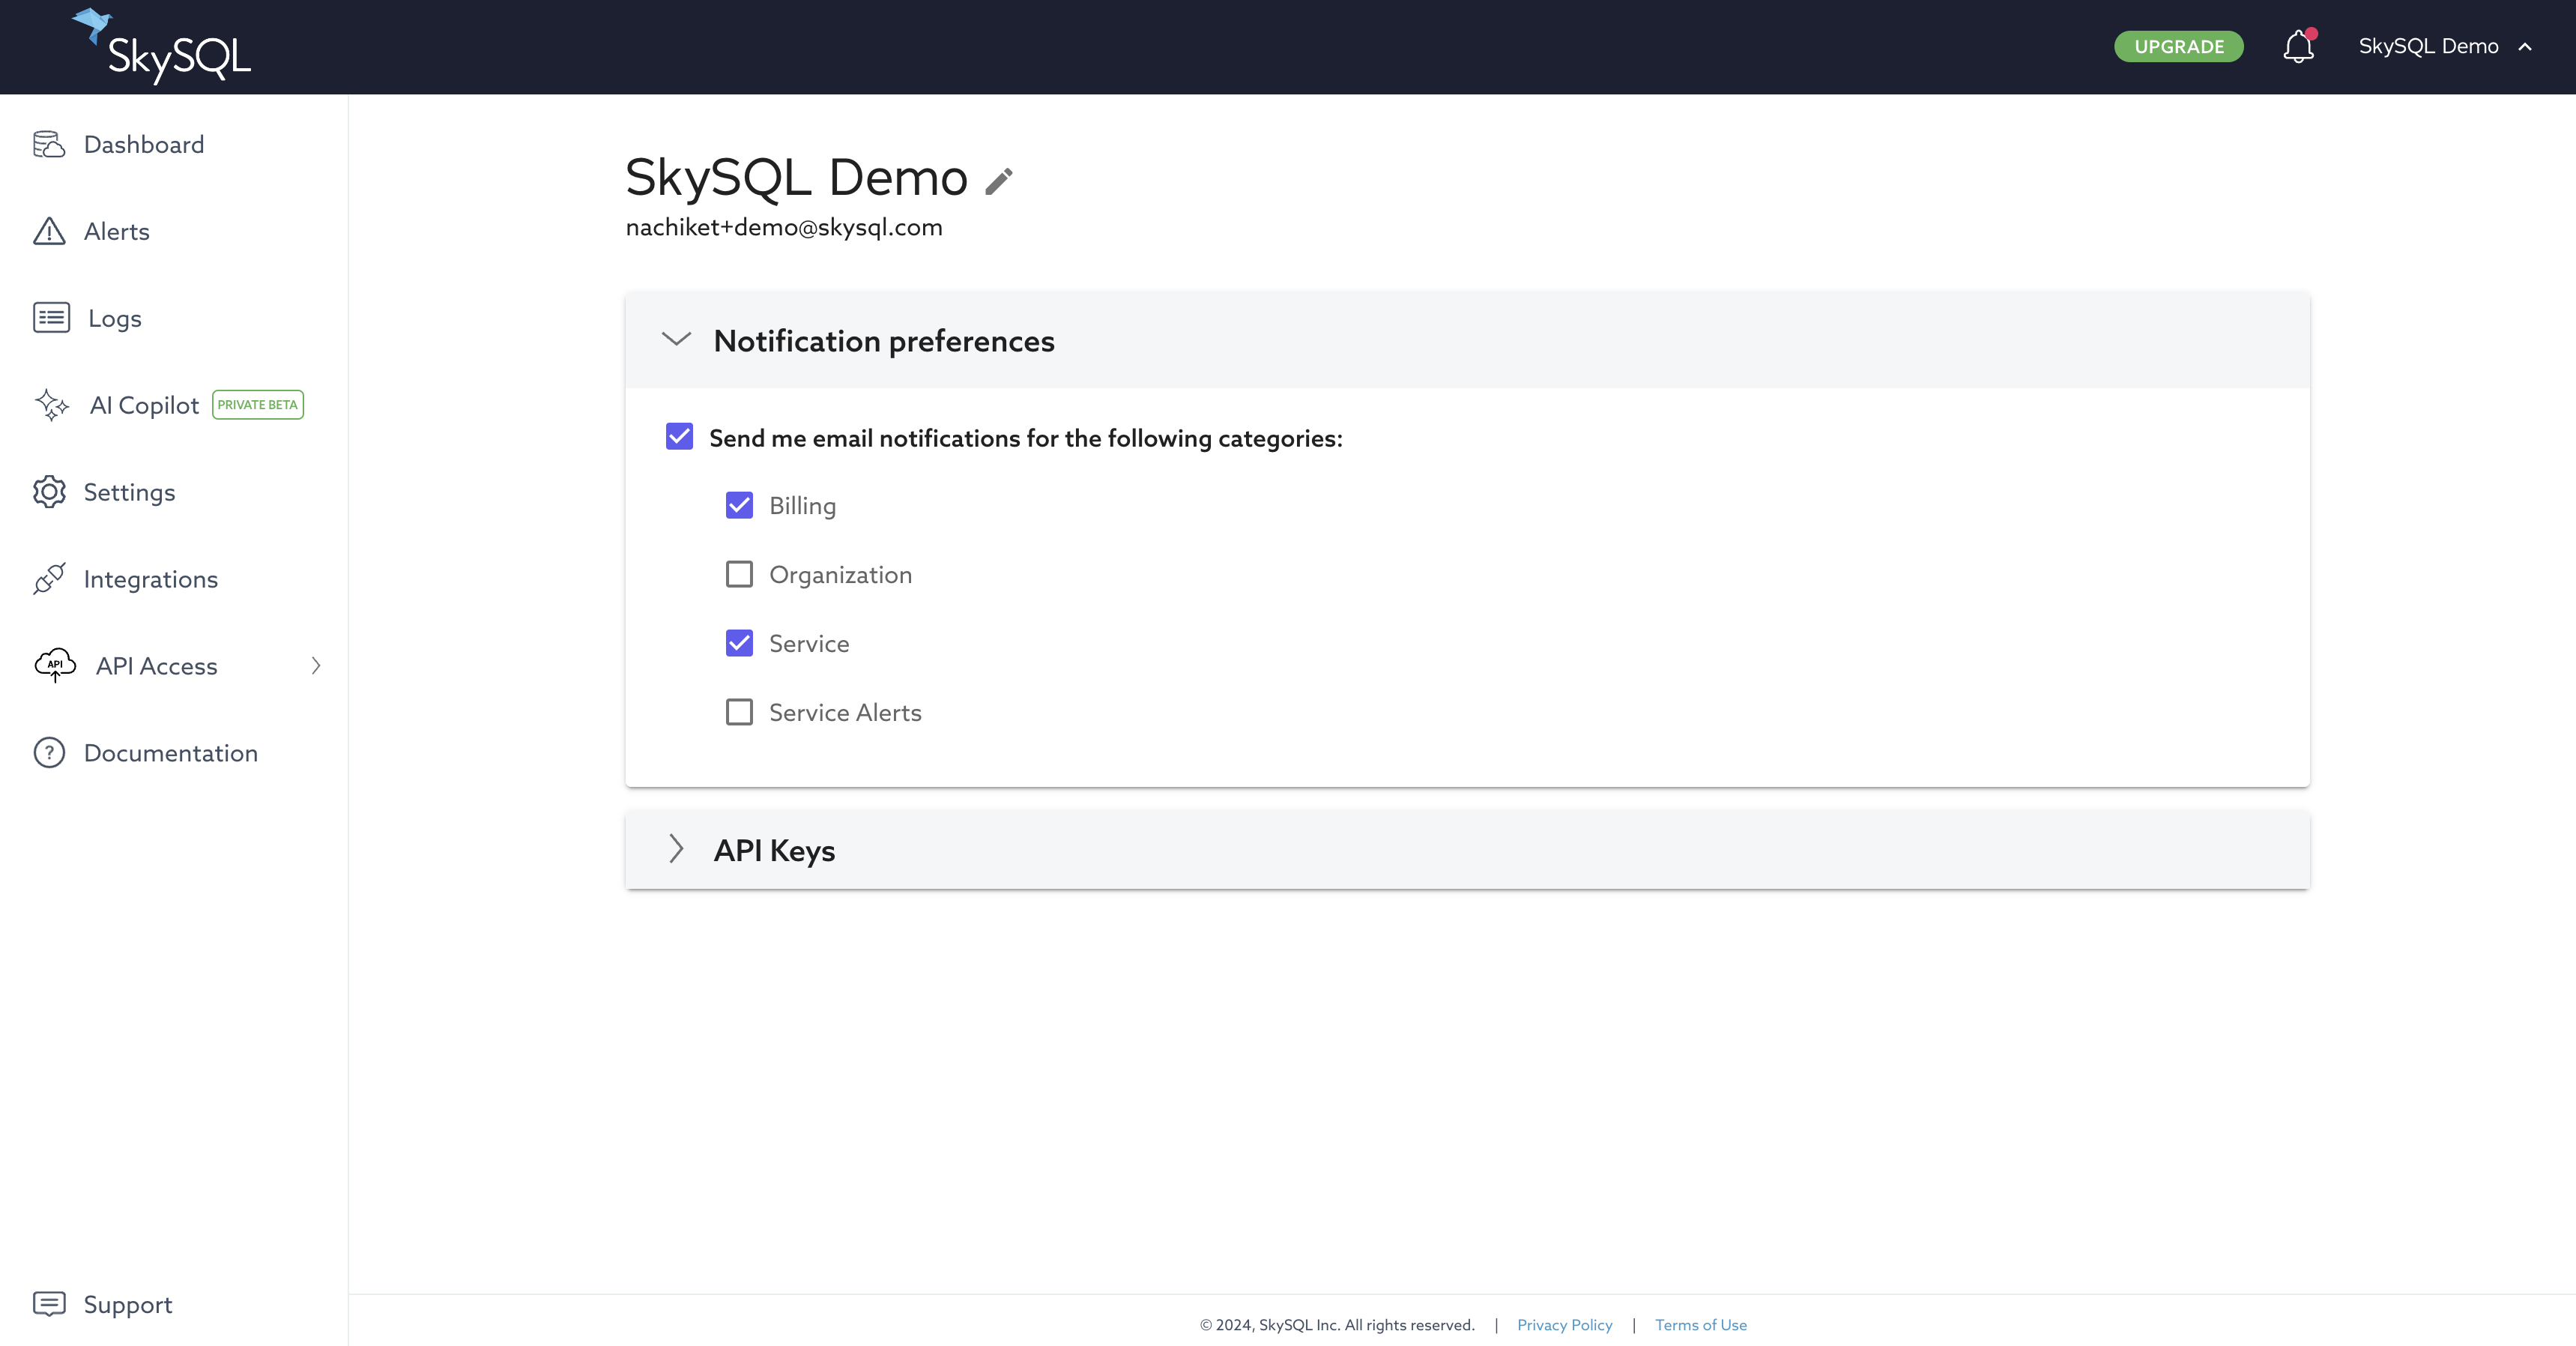 SkySQL
UPGRADE
SkySQL Demo
Dashboard
Alerts
Logs
AI Copilot PRIVATE BETA
Settings
Integrations
API API Access
? Documentation
Support
SkySQL Demo
nachiket+demo@skysql.com
Notification preferences
Send me email notifications for the following categories:
Billing
Organization
Service
Service Alerts
API Keys
© 2024, SkySQL Inc. All rights reserved. | Privacy Policy | Terms of Use